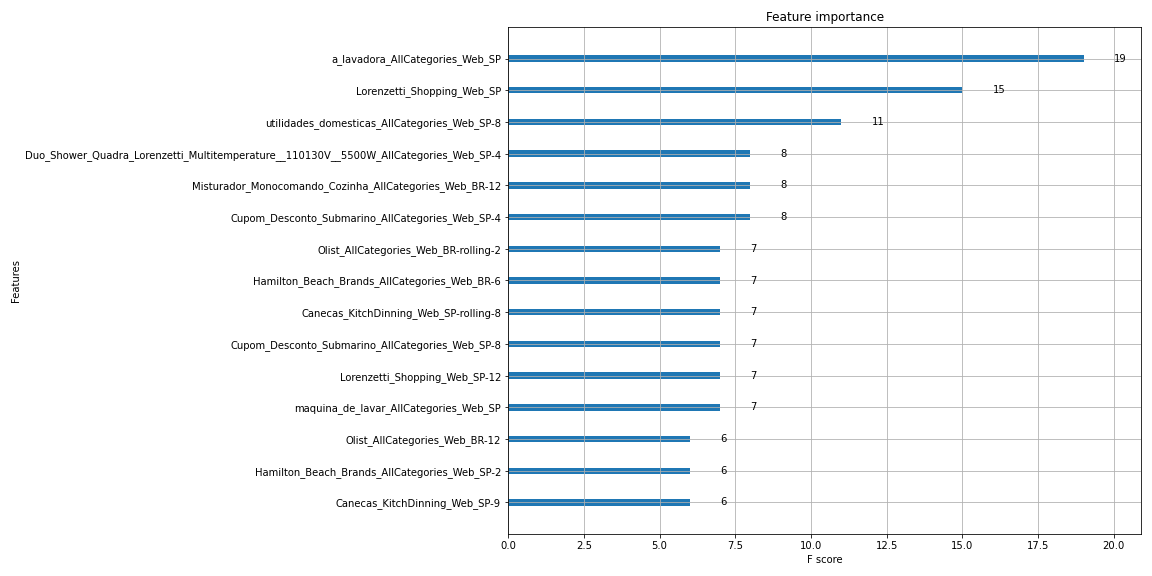 Feature importance
a_lavadora_AllCategories_Web_SP
19
Lorenzetti_Shopping_Web_SP
15
utilidades_domesticas_AllCategories_Web_SP-8
11
Duo_Shower_Quadra_Lorenzetti_Multitemperature__110130V__5500W_AllCategories_Web_SP-4
8
Misturador_Monocomando_Cozinha_AllCategories_Web_BR-12
8
Cupom_Desconto_Submarino_AllCategories_Web_SP-4
8
Olist_AllCategories_Web_BR-rolling-2
7
Hamilton_Beach_Brands_AllCategories_Web_BR-6
7
Canecas_KitchDinning_Web_SP-rolling-8
7
Cupom_Desconto_Submarino_AllCategories_Web_SP-8
7
Lorenzetti_Shopping_Web_SP-12
7
maquina_de_lavar_AllCategories_Web_SP
7
Olist_AllCategories_Web_BR-12
6
Hamilton_Beach_Brands_AllCategories_Web_SP-2
6
Canecas_KitchDinning_Web_SP-9
6
Features
0.0 2.5 5.0 7.5 10.0 12.5 15.0 17.5 20.0
F score